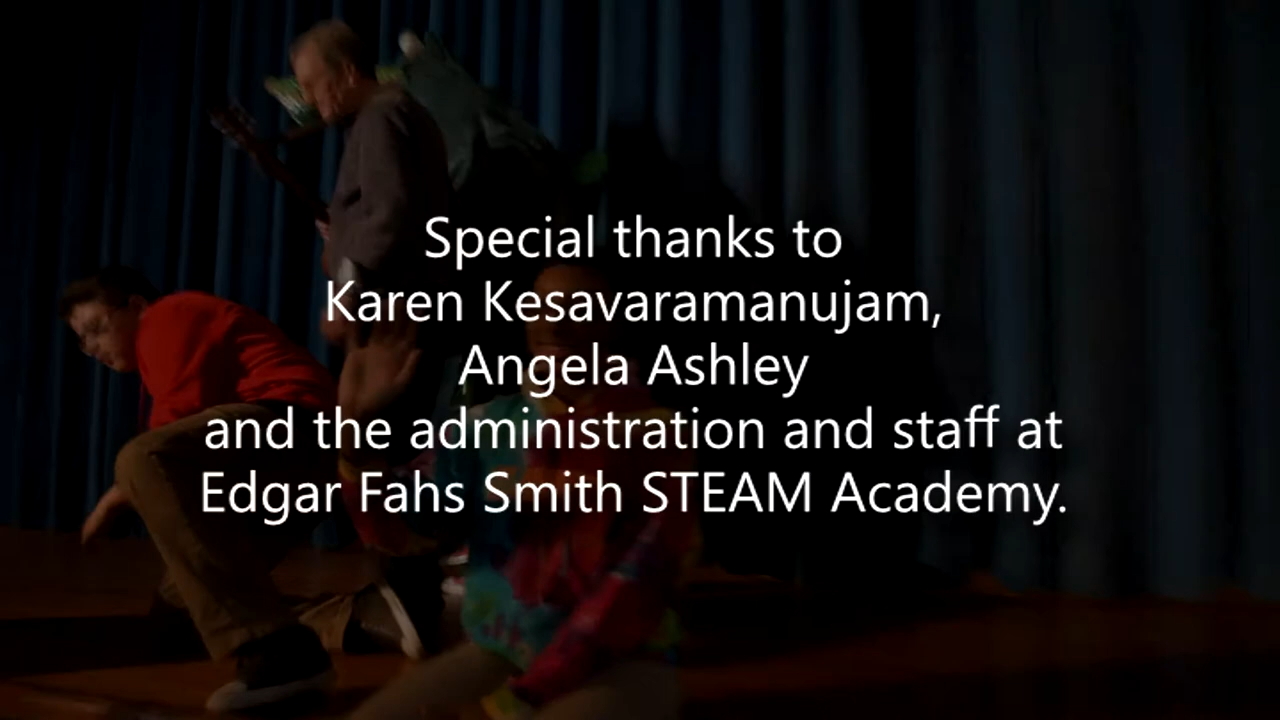 Special thanks to
Karen Kesavaramanujam,
Angela Ashley
and the administration and staff at
Edgar Fahs Smith STEAM Academy.